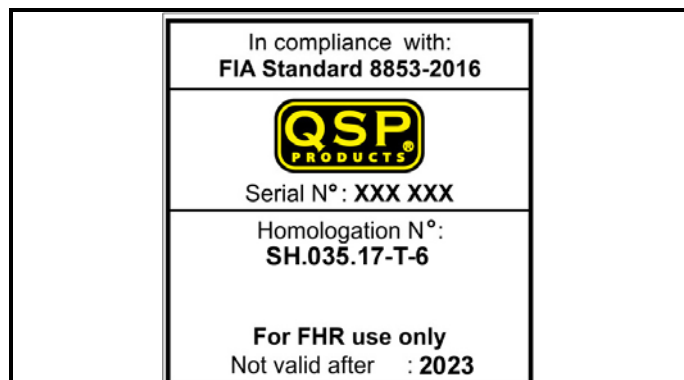 In compliance with:
FIA Standard 8853-2016
QSP®
PRODUCTS
Serial N°: XXX XXX
Homologation N°:
SH.035.17-T-6
For FHR use only
Not valid after : 2023